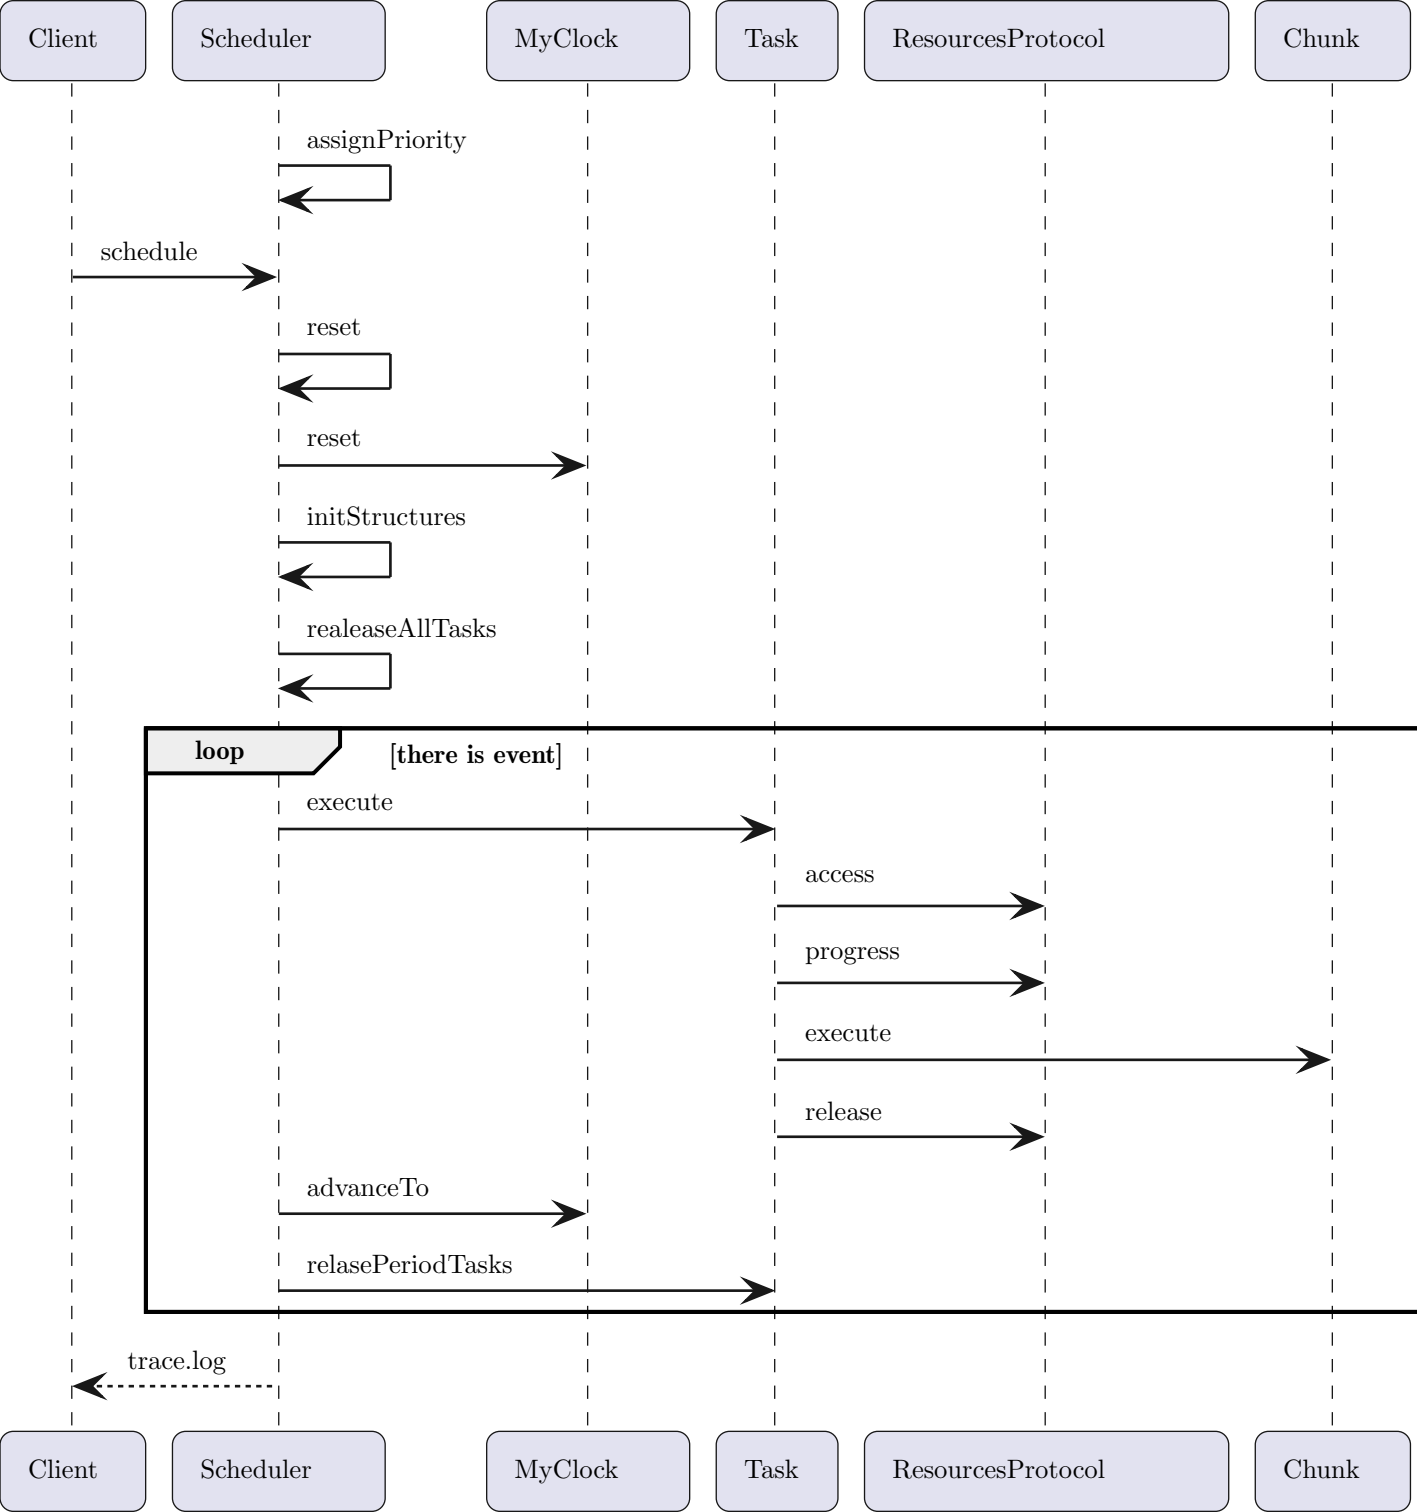 Client Scheduler MyClock Task ResourcesProtocol Chunk
assignPriority
schedule
reset
reset
initStructures
realeaseAllTasks
loop [there is event]
execute
access
progress
execute
release
advanceTo
relasePeriodTasks
trace.log
Client Scheduler MyClock Task ResourcesProtocol Chunk